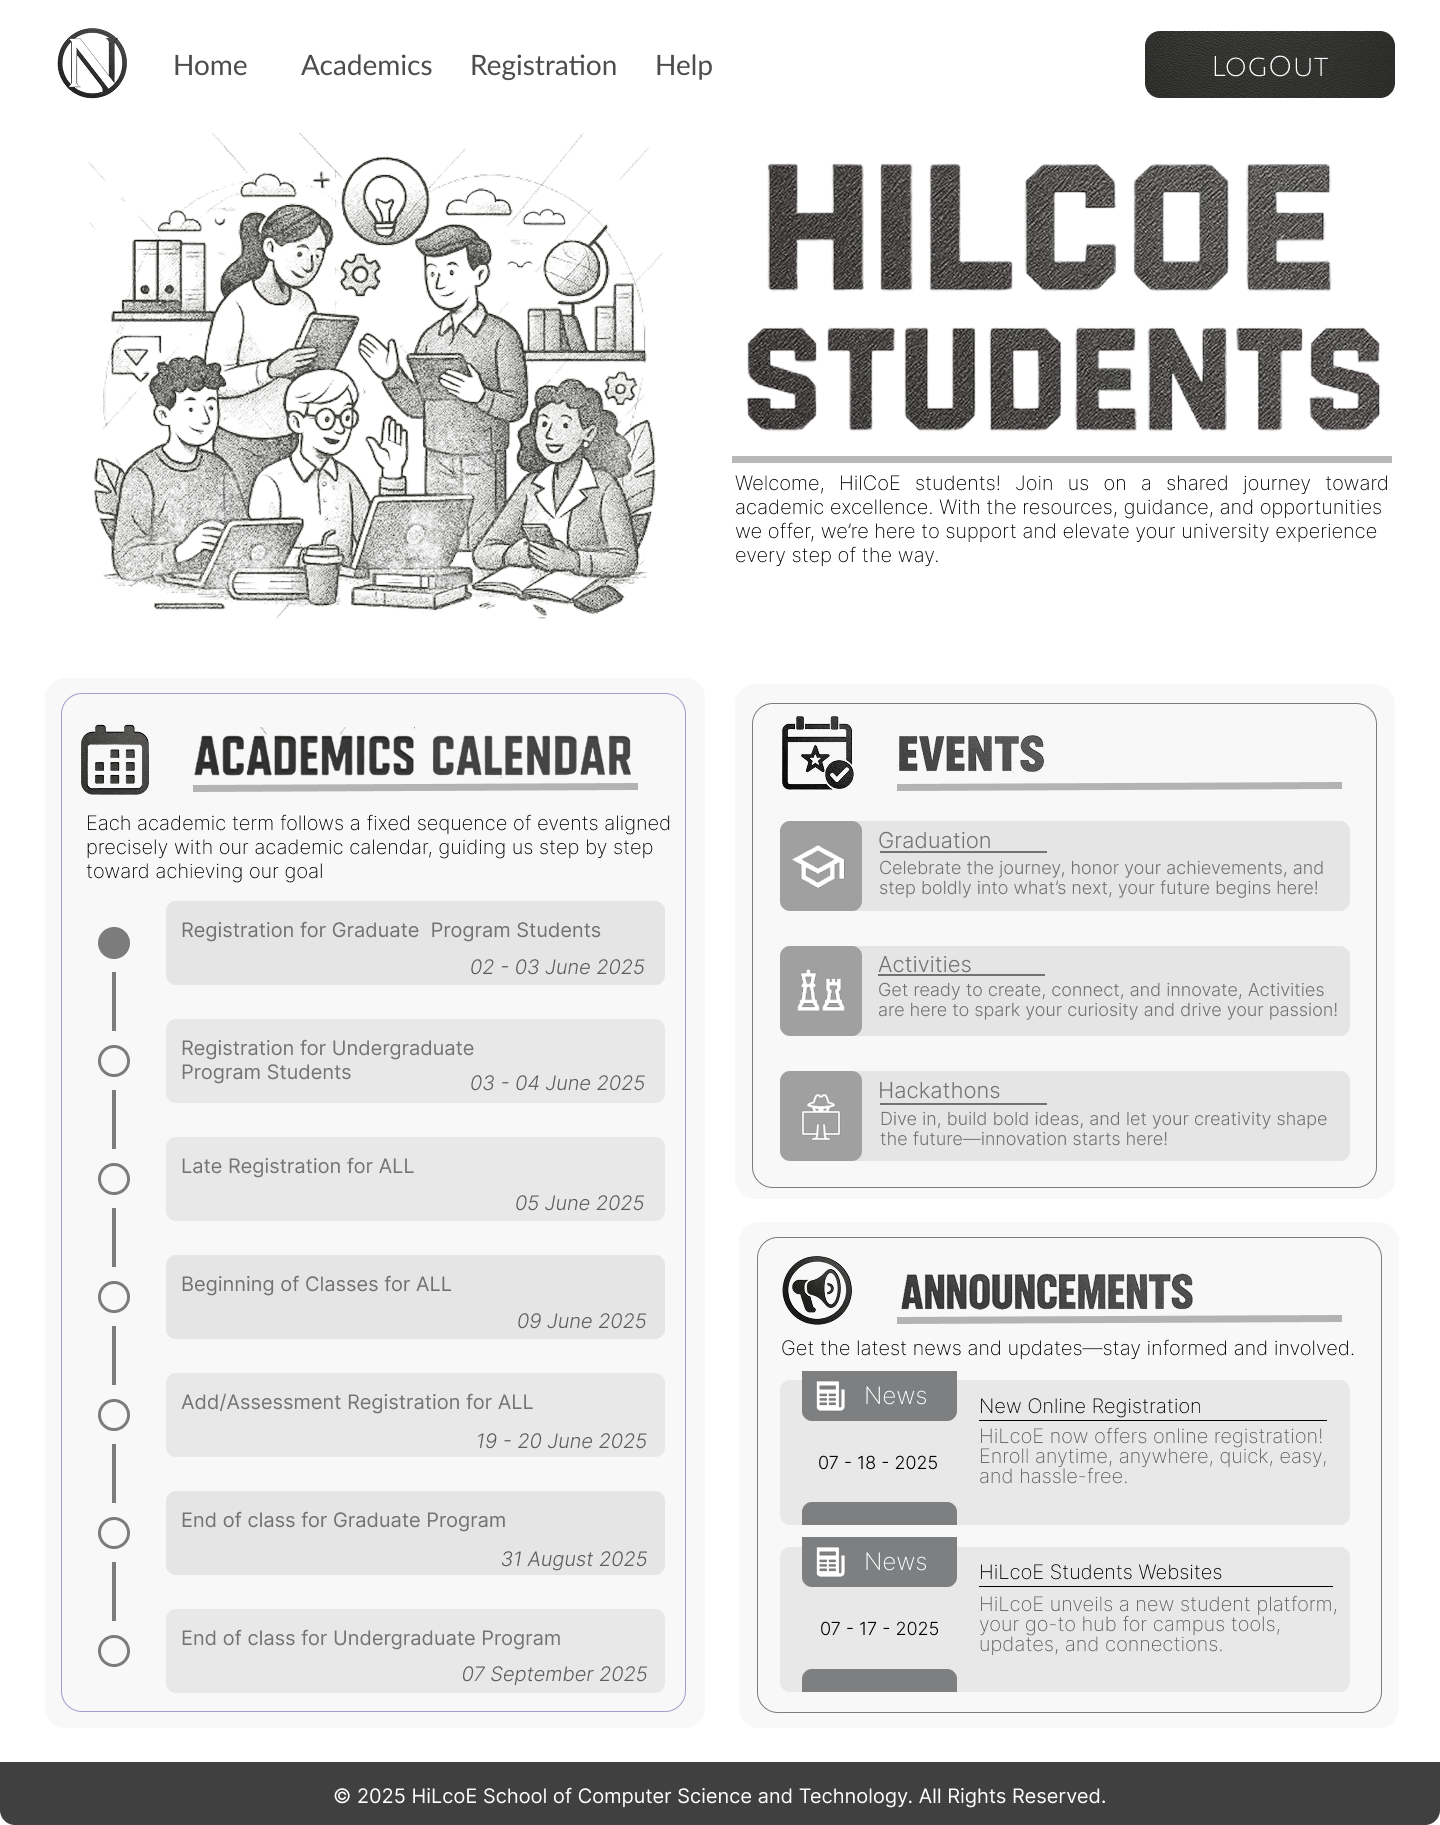 N
Home Academics Registration Help
LOGOUT
HILCOE
STUDENTS
Welcome, HilCoE students! Join us on a shared journey toward
academic excellence. With the resources, guidance, and opportunities
we offer, we’re here to support and elevate your university experience
every step of the way.
ACADEMICS CALENDAR
Each academic term follows a fixed sequence of events aligned
precisely with our academic calendar, guiding us step by step
toward achieving our goal
Registration for Graduate Program Students
02 - 03 June 2025
Registration for Undergraduate
Program Students
03 - 04 June 2025
Late Registration for ALL
05 June 2025
Beginning of Classes for ALL
09 June 2025
Add/Assessment Registration for ALL
19 - 20 June 2025
End of class for Graduate Program
31 August 2025
End of class for Undergraduate Program
07 September 2025
EVENTS
Graduation
Celebrate the journey, honor your achievements, and
step boldly into what’s next, your future begins here!
Activities
Get ready to create, connect, and innovate, Activities
are here to spark your curiosity and drive your passion!
Hackathons
Dive in, build bold ideas, and let your creativity shape
the future—innovation starts here!
ANNOUNCEMENTS
Get the latest news and updates—stay informed and involved.
News
07 - 18 - 2025
New Online Registration
HiLcoE now offers online registration!
Enroll anytime, anywhere, quick, easy,
and hassle-free.
News
07 - 17 - 2025
HiLcoE Students Websites
HiLcoE unveils a new student platform,
your go-to hub for campus tools,
updates, and connections.
© 2025 HiLcoE School of Computer Science and Technology. All Rights Reserved.